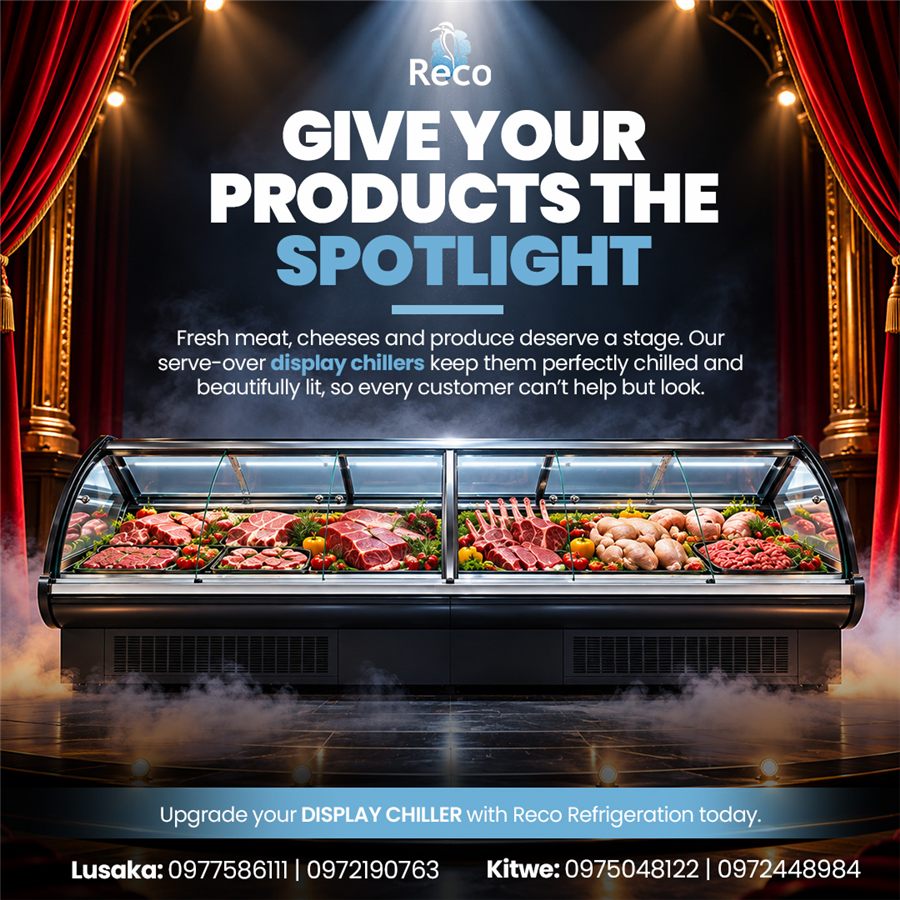 Reco
GIVE YOUR
PRODUCTS THE
SPOTLIGHT
Fresh meat, cheeses and produce deserve a stage. Our
serve-over display chillers keep them perfectly chilled and
beautifully lit, so every customer can't help but look.
Upgrade your DISPLAY CHILLER with Reco Refrigeration today.
Lusaka: 0977586111 | 0972190763 Kitwe: 0975048122 | 0972448984